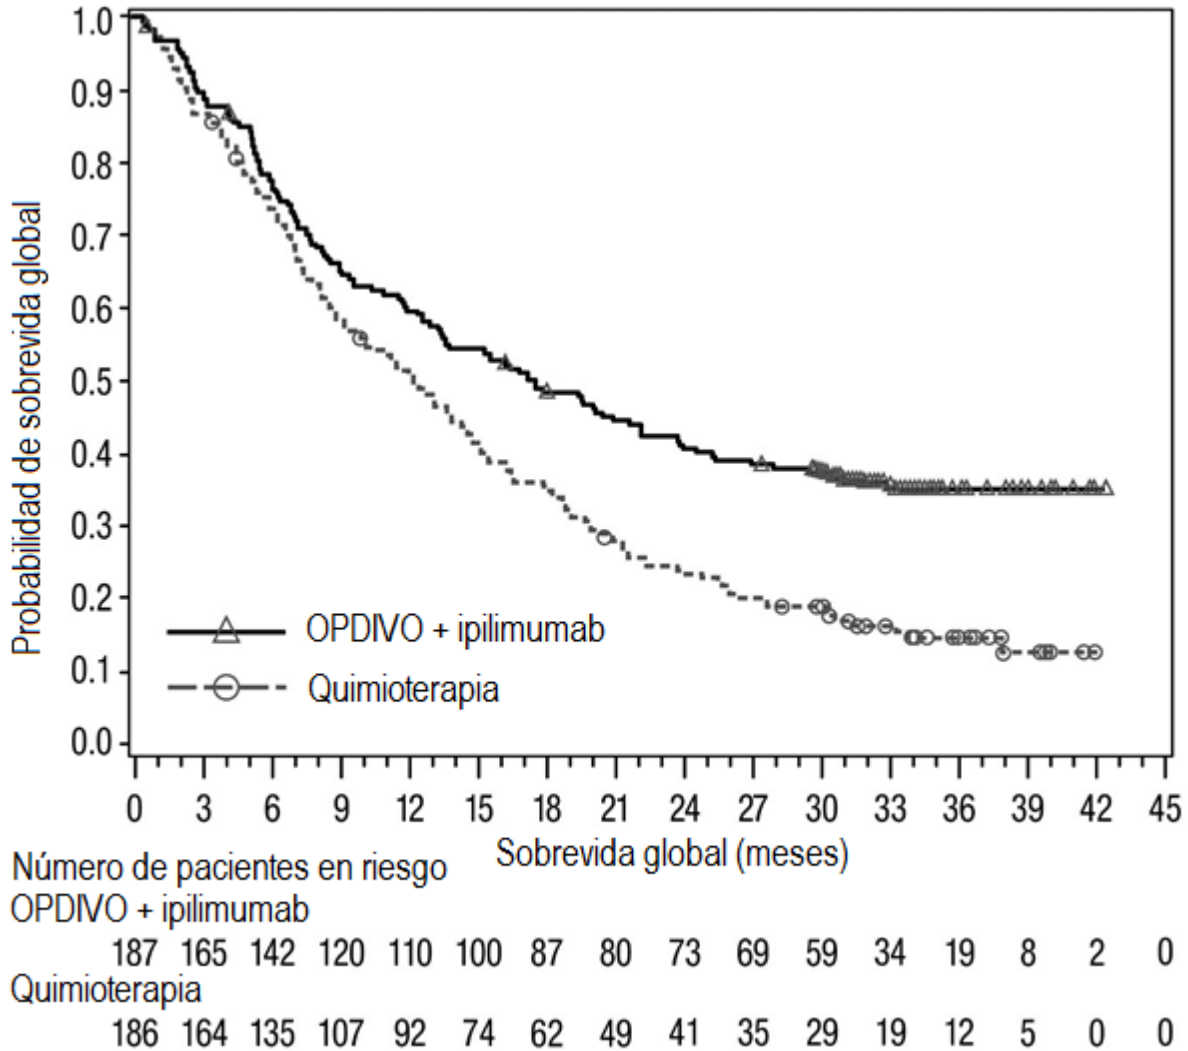 1.0
0.9
0.8
0.7
0.6
0.5
0.4
0.3
0.2
0.1
0.0
Probabilidad de sobrevida global
OPDIVO + ipilimumab
Quimioterapia
0 3 6 9 12 15 18 21 24 27 30 33 36 39 42 45
Sobrevida global (meses)
Número de pacientes en riesgo
OPDIVO + ipilimumab
187 165 142 120 110 100 87 80 73 69 59 34 19 8 2 0
Quimioterapia
186 164 135 107 92 74 62 49 41 35 29 19 12 5 0 0